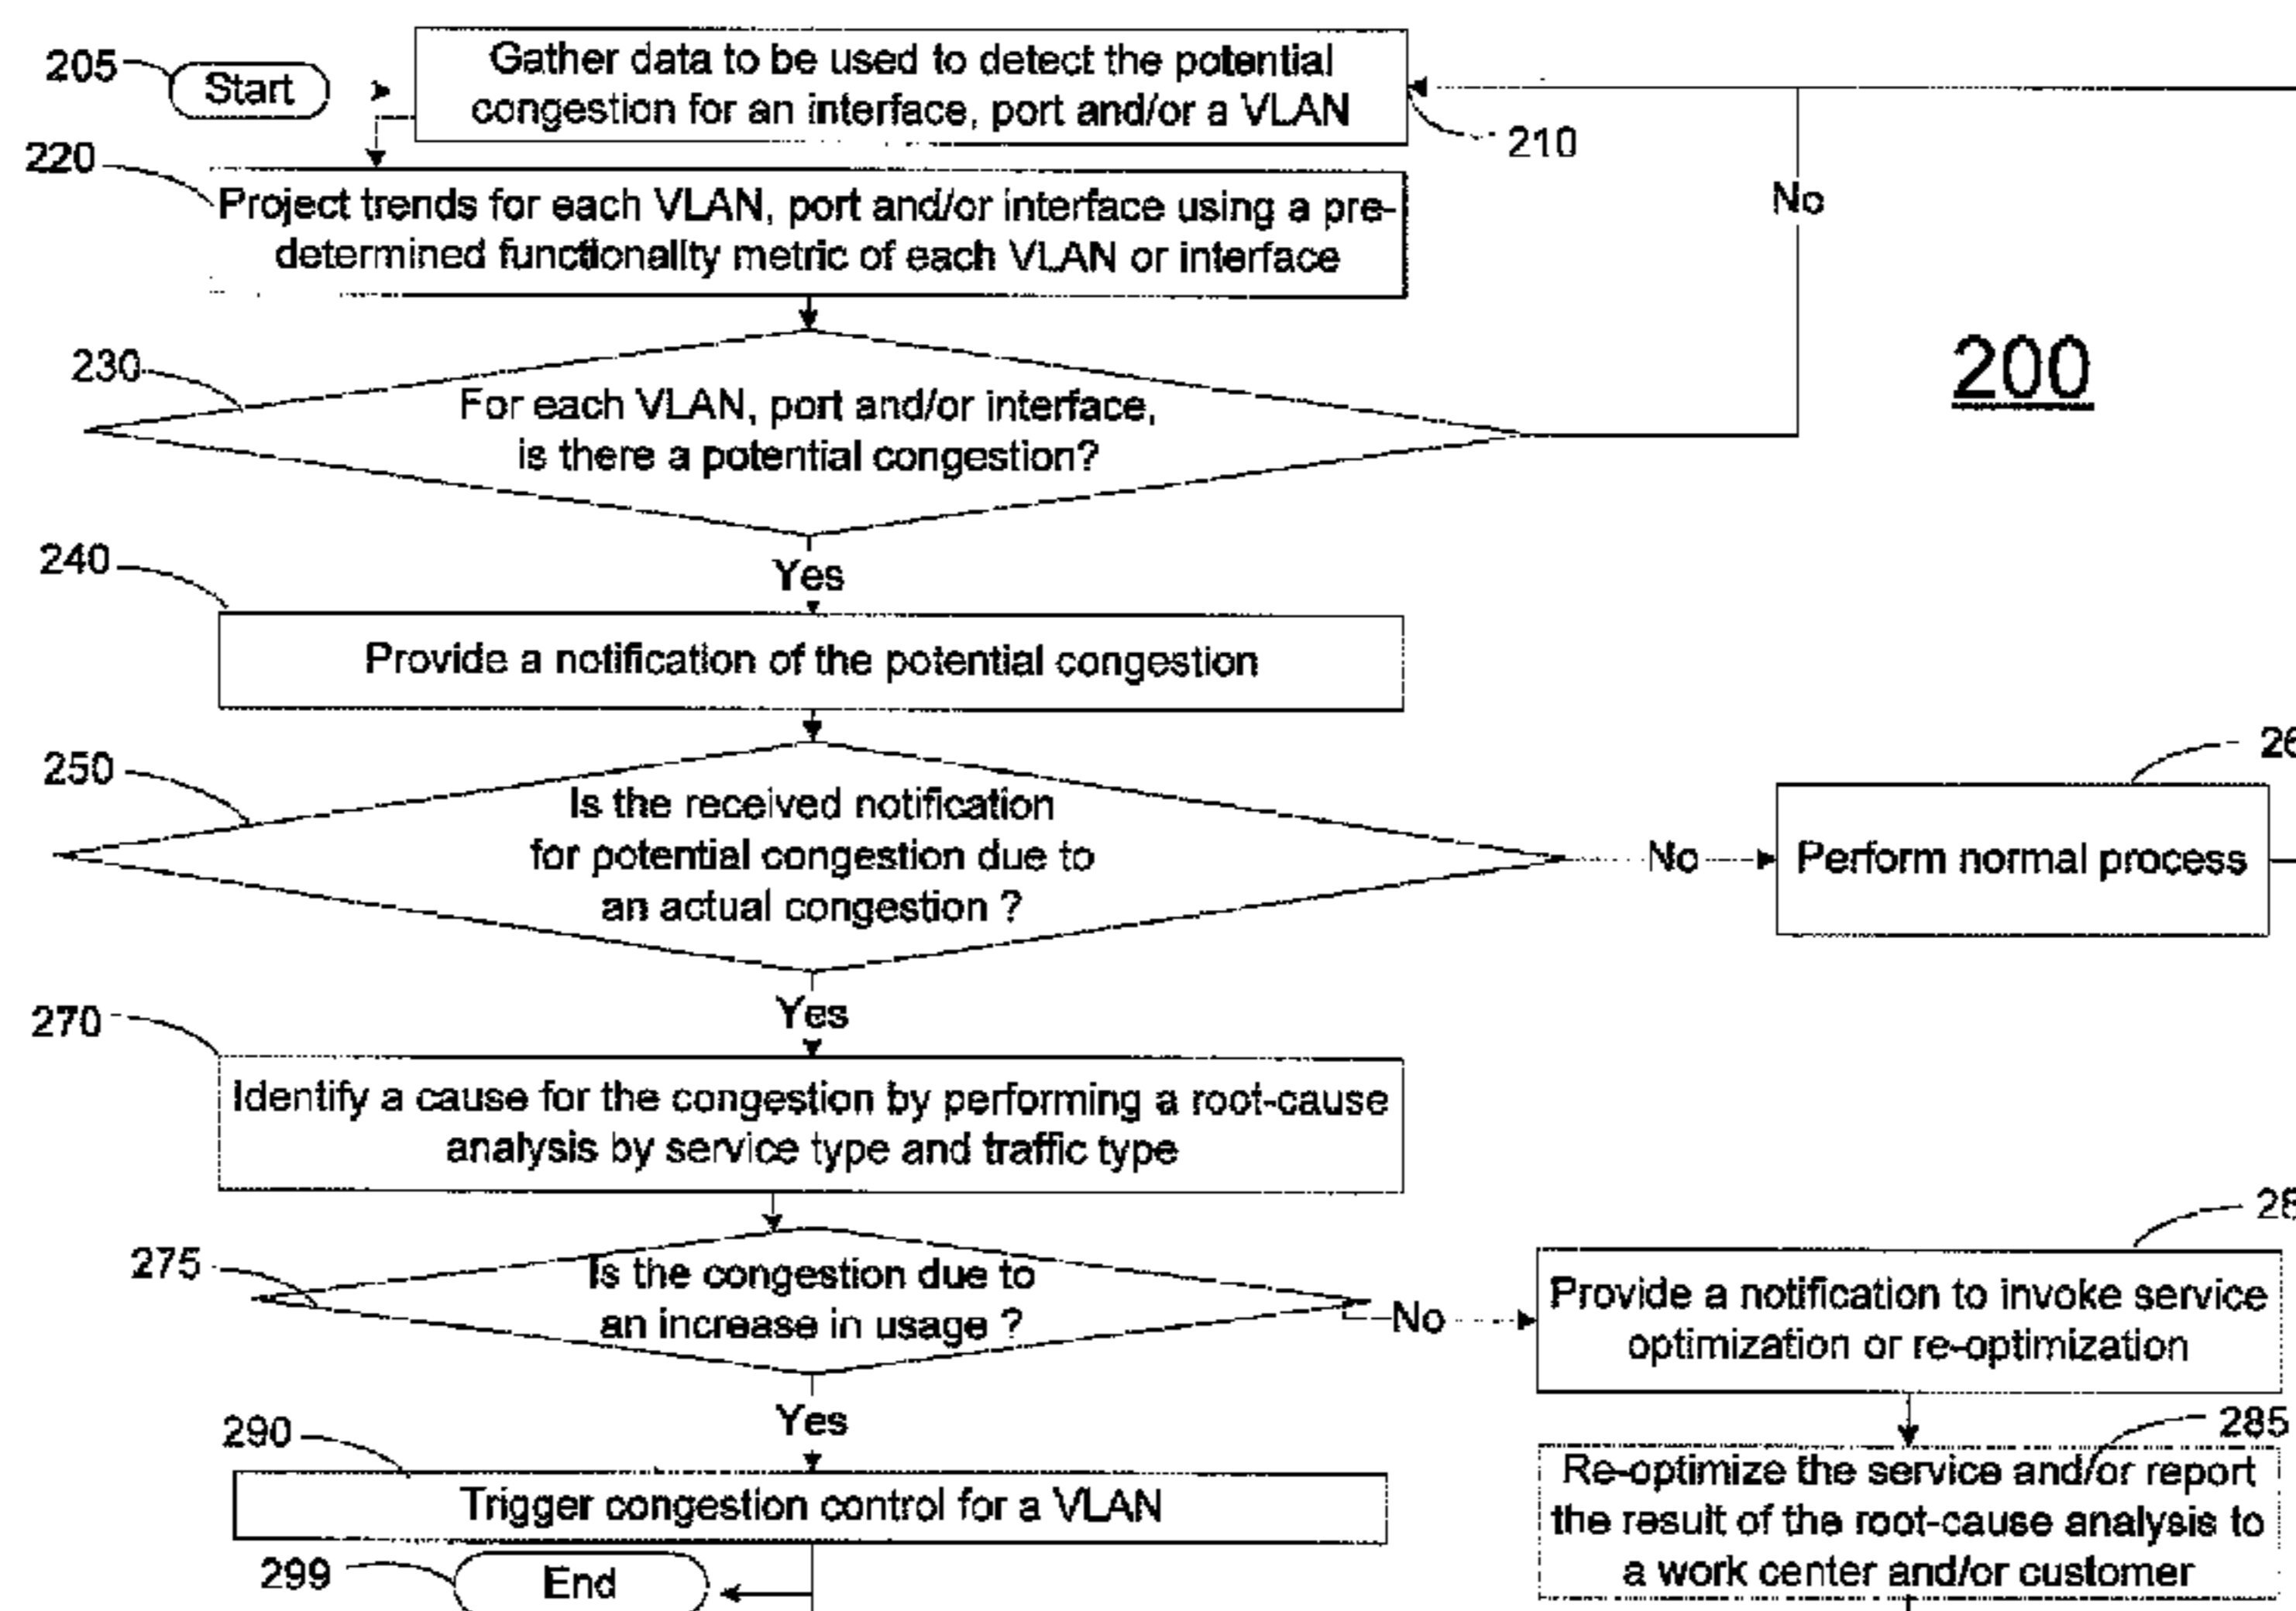 205
Start
Gather data to be used to detect the potential
congestion for an interface, port and/or a VLAN
210
220
Project trends for each VLAN, port and/or interface using a pre-
determined functionality metric of each VLAN or interface
No
200
230
For each VLAN, port and/or interface,
is there a potential congestion?
Yes
240
Provide a notification of the potential congestion
250
Is the received notification
for potential congestion due to
an actual congestion ?
No
Perform normal process
Yes
270
Identify a cause for the congestion by performing a root-cause
analysis by service type and traffic type
275
Is the congestion due to
an increase in usage ?
No
Provide a notification to invoke service
optimization or re-optimization
Yes
285
Re-optimize the service and/or report
the result of the root-cause analysis to
a work center and/or customer
290
Trigger congestion control for a VLAN
299
End